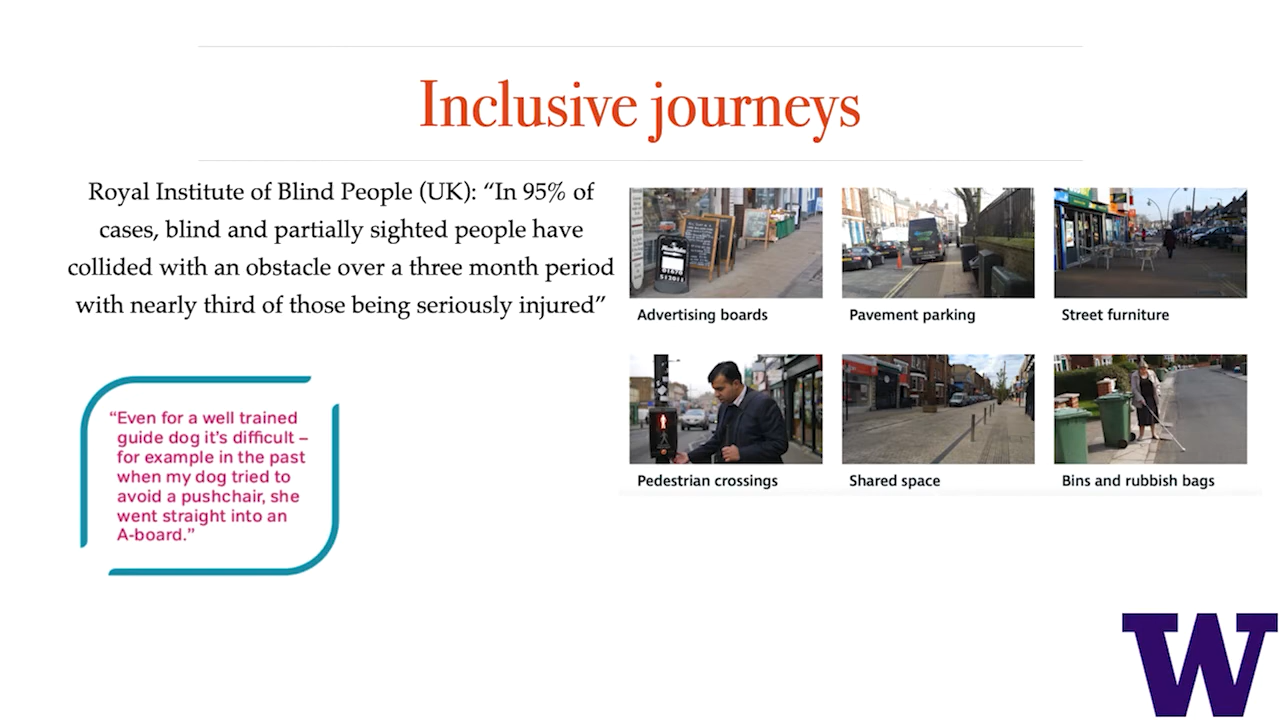 Inclusive journeys
Royal Institute of Blind People (UK): “In 95% of
cases, blind and partially sighted people have
collided with an obstacle over a three month period
with nearly third of those being seriously injured”
“Even for a well trained
guide dog it’s difficult –
for example in the past
when my dog tried to
avoid a pushchair, she
went straight into an
A-board.”
Advertising boards
Pavement parking
Street furniture
Pedestrian crossings
Shared space
Bins and rubbish bags
W